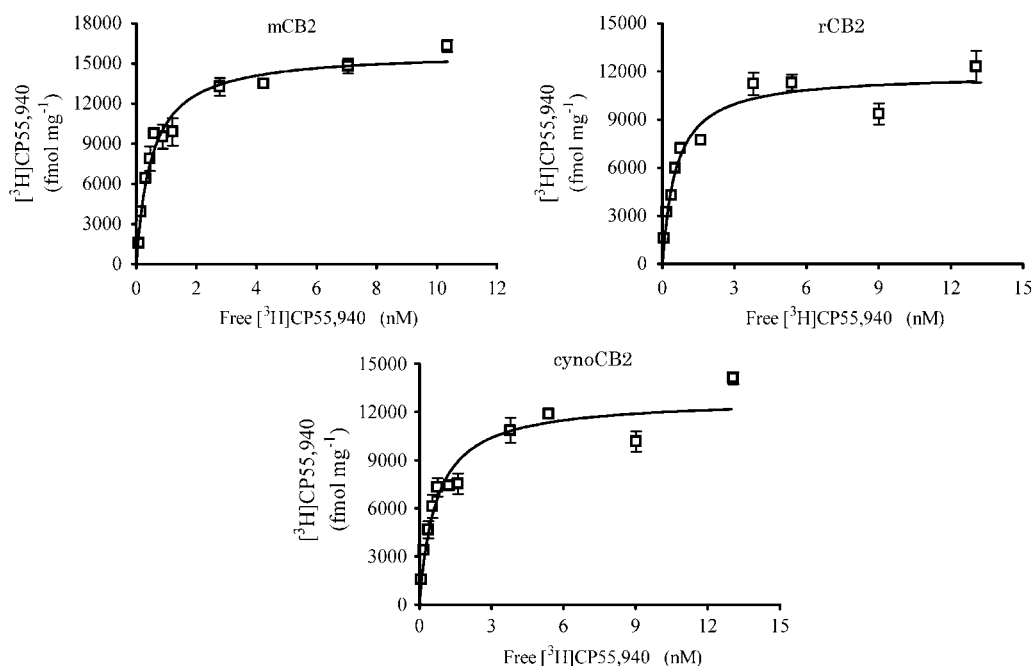 mCB2
18000
15000
12000
9000
6000
3000
0
[³H]CP55,940
(fmol mg⁻¹)
0 2 4 6 8 10 12
Free [³H]CP55,940 (nM)
rCB2
15000
12000
9000
6000
3000
0
[³H]CP55,940
(fmol mg⁻¹)
0 3 6 9 12 15
Free [³H]CP55,940 (nM)
cynoCB2
15000
12000
9000
6000
3000
0
[³H]CP55,940
(fmol mg⁻¹)
0 3 6 9 12 15
Free [³H]CP55,940 (nM)